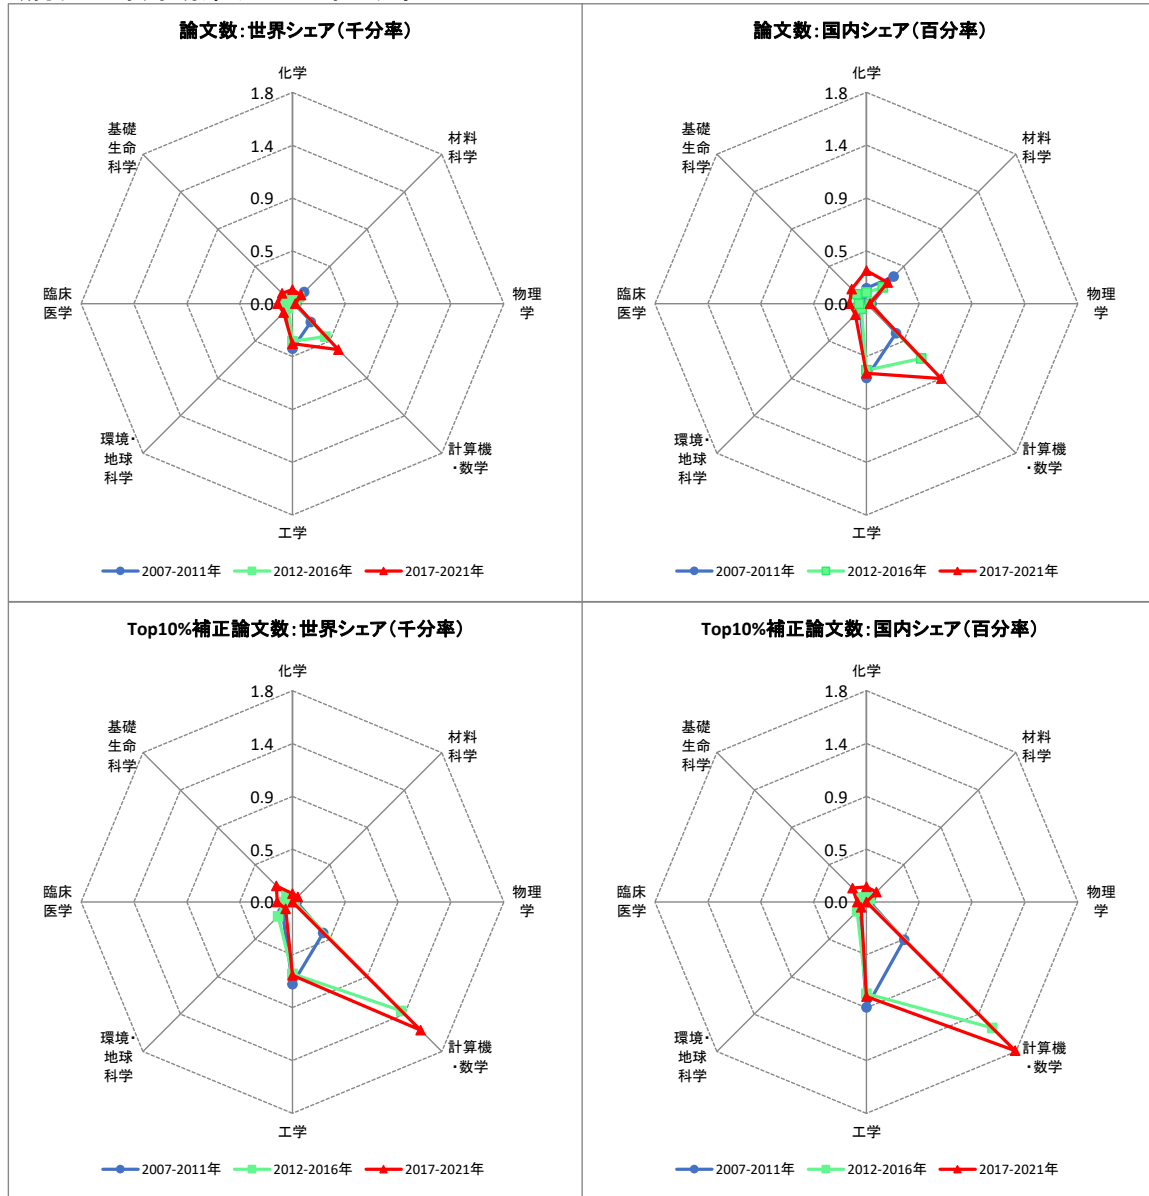 論文数：世界シェア（千分率）
化学
1.8
1.4
0.9
0.5
0.0
基礎
生命
科学
材料
科学
臨床
医学
物理
学
環境・
地球
科学
計算機
・数学
工学
2007-2011年
2012-2016年
2017-2021年
論文数：国内シェア（百分率）
化学
1.8
1.4
0.9
0.5
0.0
基礎
生命
科学
材料
科学
臨床
医学
物理
学
環境・
地球
科学
計算機
・数学
工学
2007-2011年
2012-2016年
2017-2021年
Top10%補正論文数：世界シェア（千分率）
化学
1.8
1.4
0.9
0.5
0.0
基礎
生命
科学
材料
科学
臨床
医学
物理
学
環境・
地球
科学
計算機
・数学
工学
2007-2011年
2012-2016年
2017-2021年
Top10%補正論文数：国内シェア（百分率）
化学
1.8
1.4
0.9
0.5
0.0
基礎
生命
科学
材料
科学
臨床
医学
物理
学
環境・
地球
科学
計算機
・数学
工学
2007-2011年
2012-2016年
2017-2021年